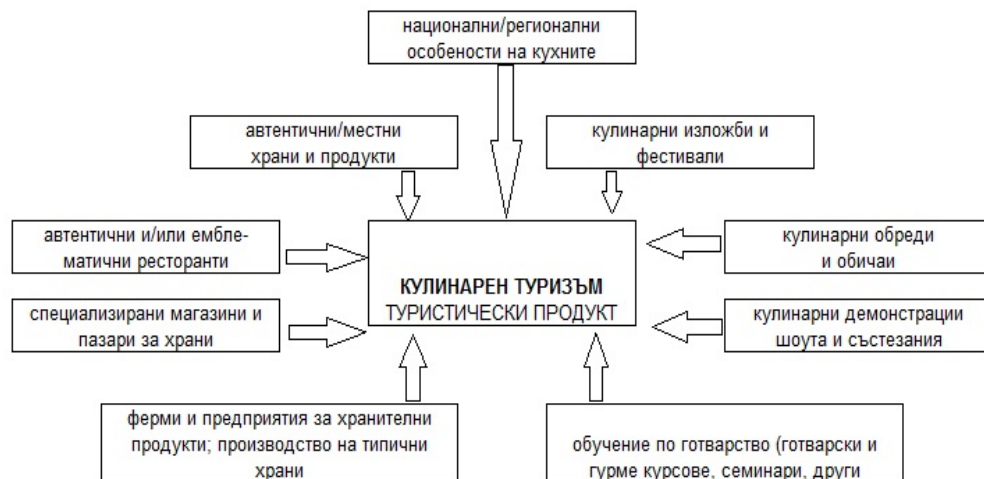 национални/регионални
особености на кухните
автентични/местни
храни и продукти
кулинарни изложби и
фестивали
автентични и/илиембле-
матични ресторанти
кулинарни обреди
и обичаи
КУЛИНАРЕН ТУРИЗЪМ
ТУРИСТИЧЕСКИ ПРОДУКТ
специализирани магазини и
пазари за храни
кулинарни демонстрации
шоута и състезания
ферми и предприятия за хранителни
продукти; производство на типични
храни
обучение по готварство (готварски и
гурме курсове, семинари, други